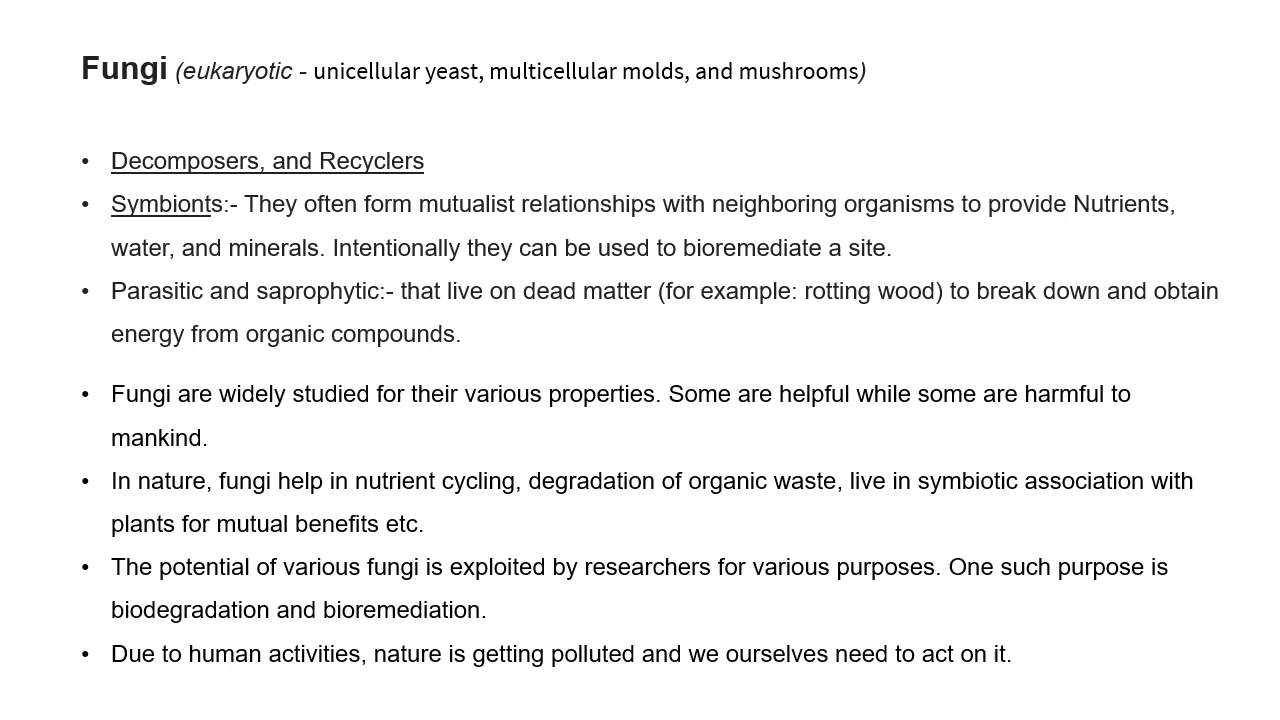 Fungi (eukaryotic - unicellular yeast, multicellular molds, and mushrooms)
• Decomposers, and Recyclers
• Symbionts:- They often form mutualist relationships with neighboring organisms to provide Nutrients,
water, and minerals. Intentionally they can be used to bioremediate a site.
• Parasitic and saprophytic:- that live on dead matter (for example: rotting wood) to break down and obtain
energy from organic compounds.
• Fungi are widely studied for their various properties. Some are helpful while some are harmful to
mankind.
• In nature, fungi help in nutrient cycling, degradation of organic waste, live in symbiotic association with
plants for mutual benefits etc.
• The potential of various fungi is exploited by researchers for various purposes. One such purpose is
biodegradation and bioremediation.
• Due to human activities, nature is getting polluted and we ourselves need to act on it.